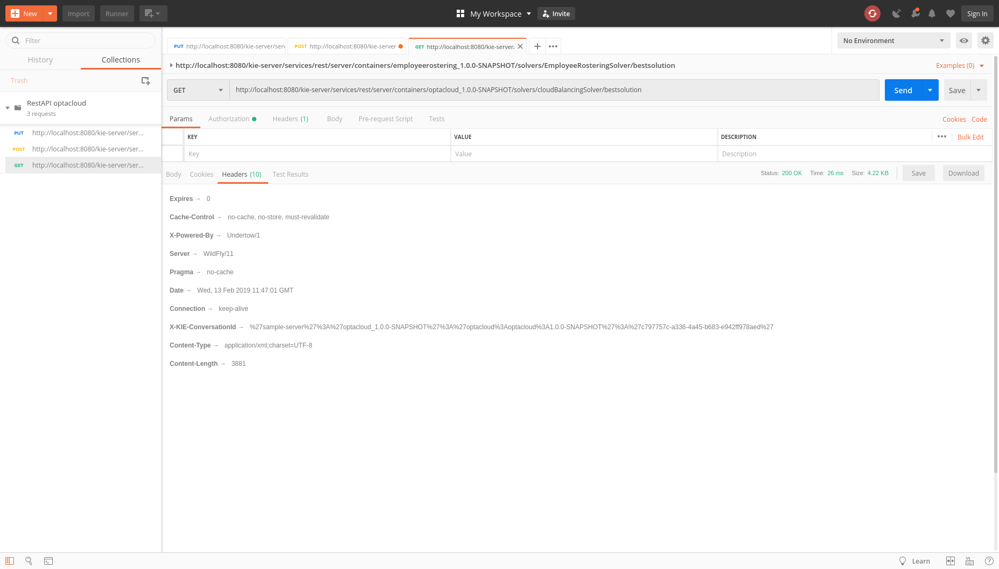 New
Import
Runner
My Workspace
Invite
Sign In
Filter
History
Collections
Trash
RestAPI optacloud
3 requests
PUT http://localhost:8080/kie-server/ser...
POST http://localhost:8080/kie-server/ser...
GET http://localhost:8080/kie-server/ser...
PUT http://localhost:8080/kie-server/serv
POST http://localhost:8080/kie-server
GET http://localhost:8080/kie-server/
No Environment
http://localhost:8080/kie-server/services/rest/server/containers/employeerostering_1.0.0-SNAPSHOT/solvers/EmployeeRosteringSolver/bestsolution
Examples (0)
GET
http://localhost:8080/kie-server/services/rest/server/containers/optacloud_1.0.0-SNAPSHOT/solvers/cloudBalancingSolver/bestsolution
Send
Save
Params Authorization Headers (1) Body Pre-request Script Tests
Cookies Code
KEY VALUE DESCRIPTION
Bulk Edit
Key Value Description
Body Cookies Headers (10) Test Results
Status: 200 OK Time: 26 ms Size: 4.22 KB
Save
Download
Expires → 0
Cache-Control → no-cache, no-store, must-revalidate
X-Powered-By → Undertow/1
Server → WildFly/11
Pragma → no-cache
Date → Wed, 13 Feb 2019 11:47:01 GMT
Connection → keep-alive
X-KIE-ConversationId → %27sample-server%27%3A%27optacloud_1.0.0-SNAPSHOT%27%3A%27optacloud%3Aoptacloud%3A1.0.0-SNAPSHOT%27%3A%27c797757c-a336-4a45-b683-e942ff978aed%27
Content-Type → application/xml;charset=UTF-8
Content-Length → 3881
Learn